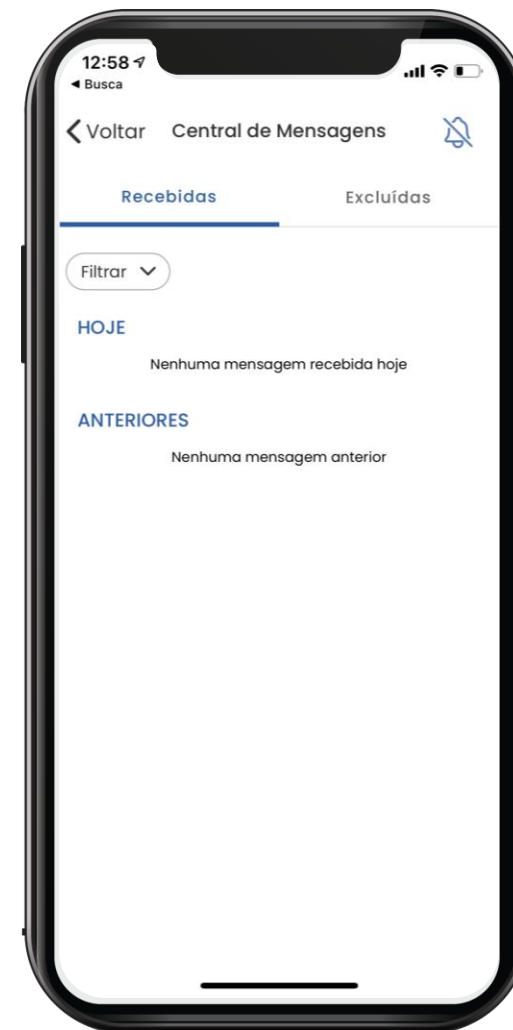 12:58
Busca
Voltar Central de Mensagens
Recebidas Excluídas
Filtrar
HOJE
Nenhuma mensagem recebida hoje
ANTERIORES
Nenhuma mensagem anterior